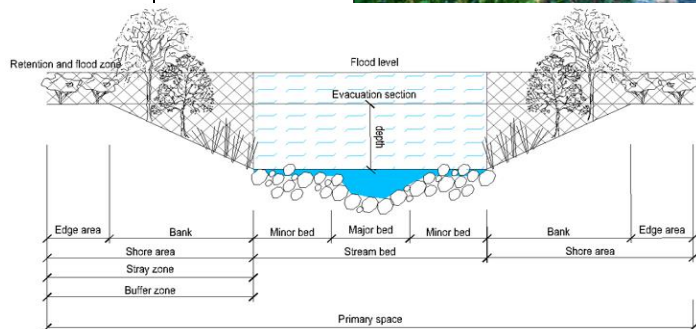 Flood level
Retention and flood zone
Evacuation section
depth
Edge area Bank Minor bed Major bed Minor bed Bank Edge area
Shore area Stream bed Shore area
Stray zone
Buffer zone
Primary space